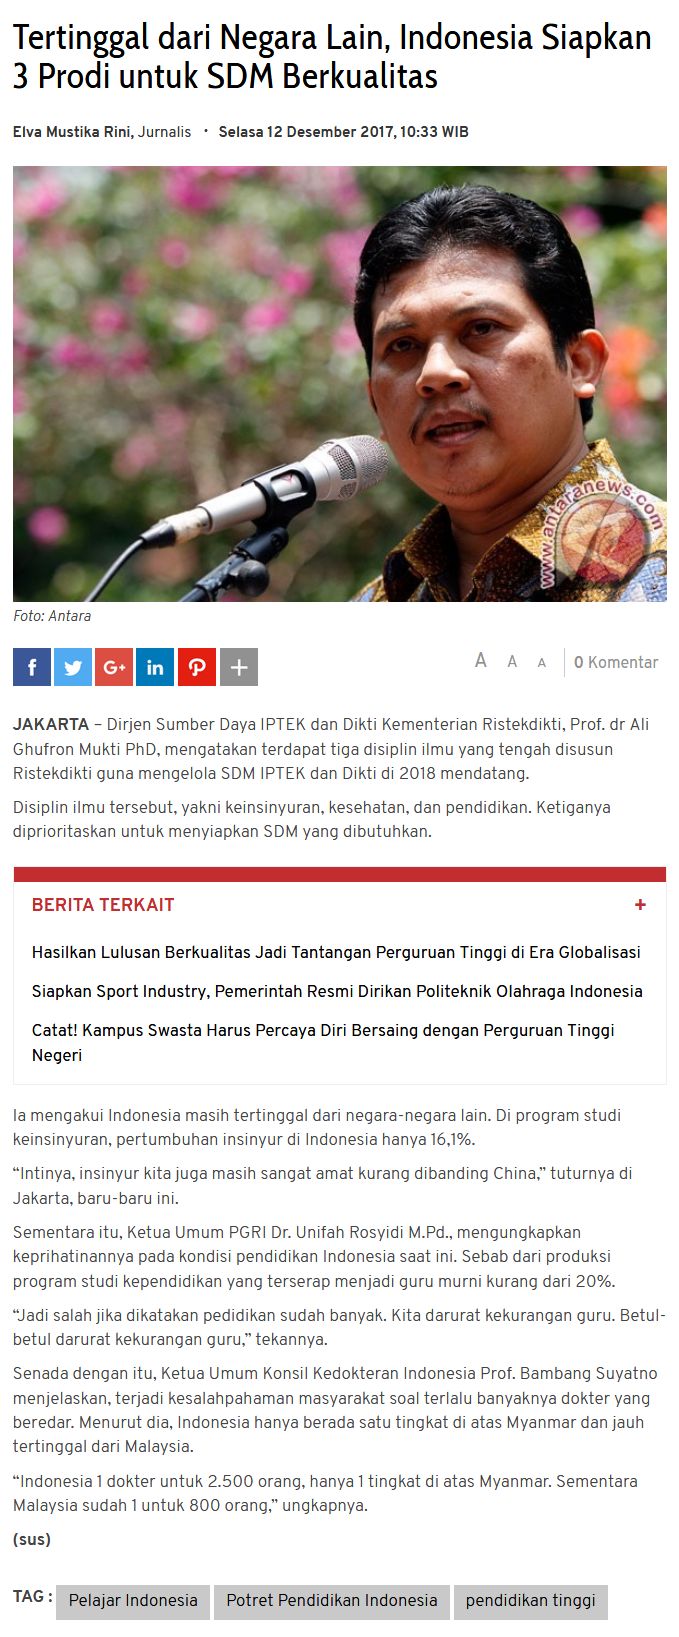 Tertinggal dari Negara Lain, Indonesia Siapkan
3 Prodi untuk SDM Berkualitas
Elva Mustika Rini, Jurnalis · Selasa 12 Desember 2017, 10:33 WIB
www.antaranews.com
Foto: Antara
f G+ in + A A A 0 Komentar
JAKARTA – Dirjen Sumber Daya IPTEK dan Dikti Kementerian Ristekdikti, Prof. dr Ali
Ghufron Mukti PhD, mengatakan terdapat tiga disiplin ilmu yang tengah disusun
Ristekdikti guna mengelola SDM IPTEK dan Dikti di 2018 mendatang.
Disiplin ilmu tersebut, yakni keinsinyuran, kesehatan, dan pendidikan. Ketiganya
diprioritaskan untuk menyiapkan SDM yang dibutuhkan.
BERITA TERKAIT +
Hasilkan Lulusan Berkualitas Jadi Tantangan Perguruan Tinggi di Era Globalisasi
Siapkan Sport Industry, Pemerintah Resmi Dirikan Politeknik Olahraga Indonesia
Catat! Kampus Swasta Harus Percaya Diri Bersaing dengan Perguruan Tinggi
Negeri
Ia mengakui Indonesia masih tertinggal dari negara-negara lain. Di program studi
keinsinyuran, pertumbuhan insinyur di Indonesia hanya 16,1%.
“Intinya, insinyur kita juga masih sangat amat kurang dibanding China,” tuturnya di
Jakarta, baru-baru ini.
Sementara itu, Ketua Umum PGRI Dr. Unifah Rosyidi M.Pd., mengungkapkan
keprihatinannya pada kondisi pendidikan Indonesia saat ini. Sebab dari produksi
program studi kependidikan yang terserap menjadi guru murni kurang dari 20%.
“Jadi salah jika dikatakan pedidikan sudah banyak. Kita darurat kekurangan guru. Betul-
betul darurat kekurangan guru,” tekannya.
Senada dengan itu, Ketua Umum Konsil Kedokteran Indonesia Prof. Bambang Suyatno
menjelaskan, terjadi kesalahpahaman masyarakat soal terlalu banyaknya dokter yang
beredar. Menurut dia, Indonesia hanya berada satu tingkat di atas Myanmar dan jauh
tertinggal dari Malaysia.
“Indonesia 1 dokter untuk 2.500 orang, hanya 1 tingkat di atas Myanmar. Sementara
Malaysia sudah 1 untuk 800 orang,” ungkapnya.
(sus)
TAG : Pelajar Indonesia Potret Pendidikan Indonesia pendidikan tinggi